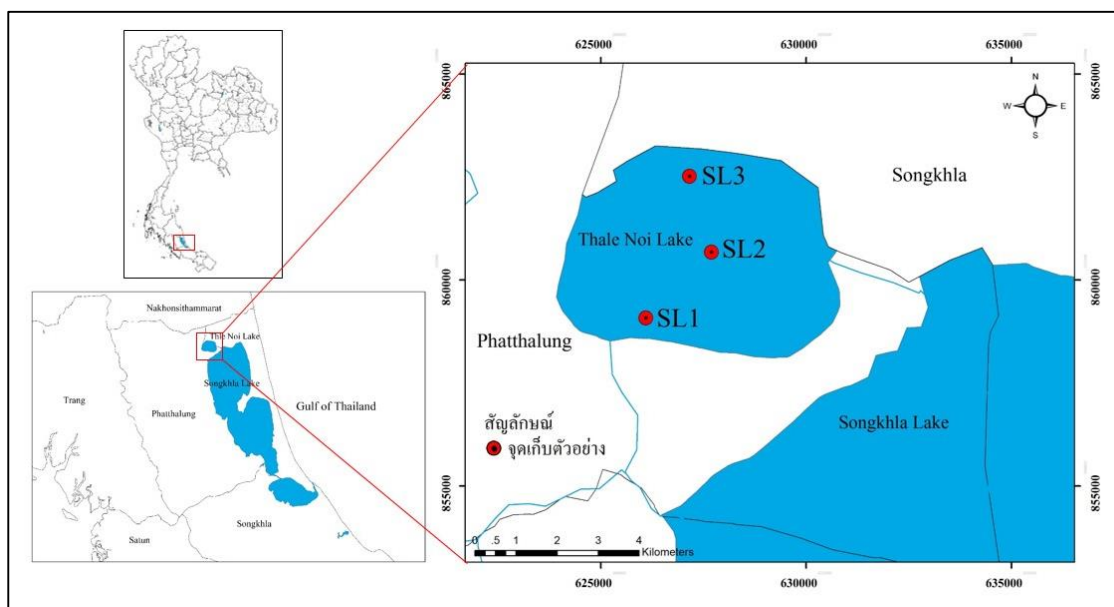 625000
630000
635000
865000
865000
N
W
E
S
Songkhla
SL3
Thale Noi Lake
SL2
860000
860000
SL1
Phatthalung
Songkhla Lake
สัญลักษณ์
จุดเก็บตัวอย่าง
855000
855000
0 .5 1 2 3 4
Kilometers
625000
630000
635000
Nakhonsithammarat
Thle Noi Lake
Songkhla Lake
Trang
Phatthalung
Gulf of Thailand
Songkhla
Satun